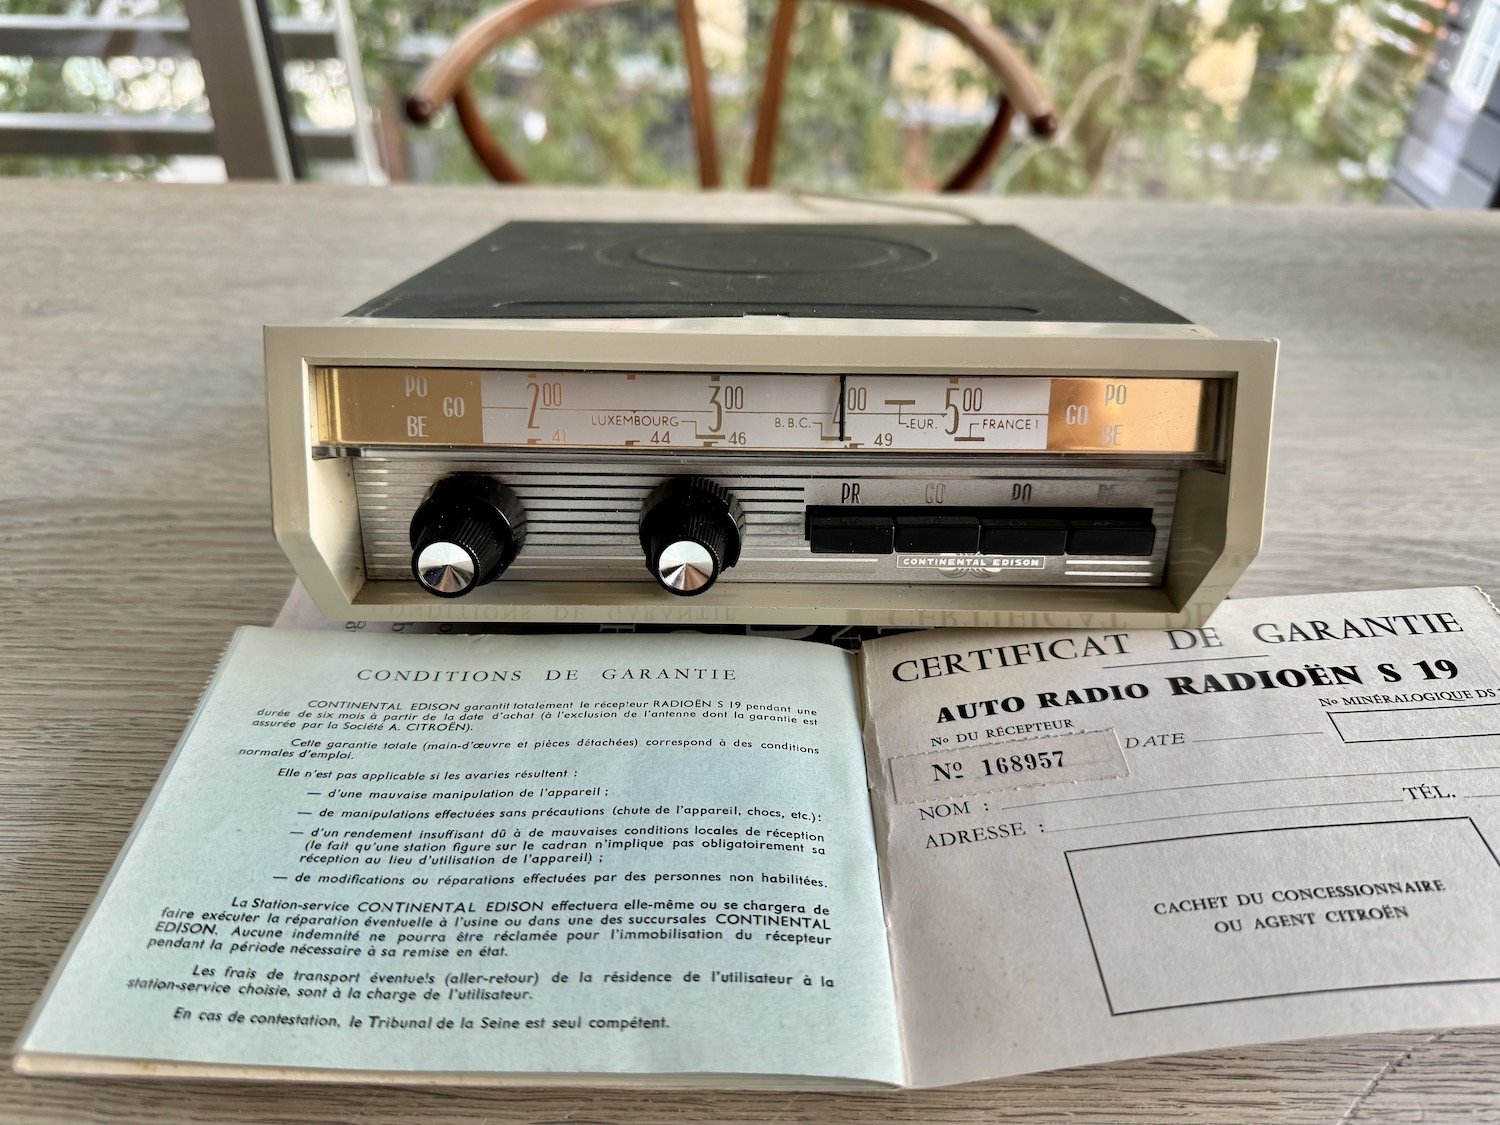 PO
GO
BE
200
300
400
500
GO
PO
BE
LUXEMBOURG
B.B.C.
EUR.
FRANCE 1
41
44
46
49
PR GO PO BE
CONTINENTAL EDISON
CONDITIONS DE GARANTIE
CONTINENTAL EDISON garantit totalement le récepteur RADIOËN S 19 pendant une
durée de six mois à partir de la date d'achat (à l'exclusion de l'antenne dont la garantie est
assurée par la Société A. CITROËN).
Cette garantie totale (main-d'œuvre et pièces détachées) correspond à des conditions
normales d'emploi.
Elle n'est pas applicable si les avaries résultent :
— d'une mauvaise manipulation de l'appareil ;
— de manipulations effectuées sans précautions (chute de l'appareil, chocs, etc.) ;
— d'un rendement insuffisant dû à de mauvaises conditions locales de réception
(le fait qu'une station figure sur le cadran n'implique pas obligatoirement sa
réception au lieu d'utilisation de l'appareil) ;
— de modifications ou réparations effectuées par des personnes non habilitées.
La Station-service CONTINENTAL EDISON effectuera elle-même ou se chargera de
faire exécuter la réparation éventuelle à l'usine ou dans une des succursales CONTINENTAL
EDISON. Aucune indemnité ne pourra être réclamée pour l'immobilisation du récepteur
pendant la période nécessaire à sa remise en état.
Les frais de transport éventuels (aller-retour) de la résidence de l'utilisateur à la
station-service choisie, sont à la charge de l'utilisateur.
En cas de contestation, le Tribunal de la Seine est seul compétent.
CERTIFICAT DE GARANTIE
AUTO RADIO RADIOËN S 19
No DU RÉCEPTEUR
No MINÉRALOGIQUE DS
Nº 168957
DATE
NOM :
TÉL.
ADRESSE :
CACHET DU CONCESSIONNAIRE
OU AGENT CITROËN